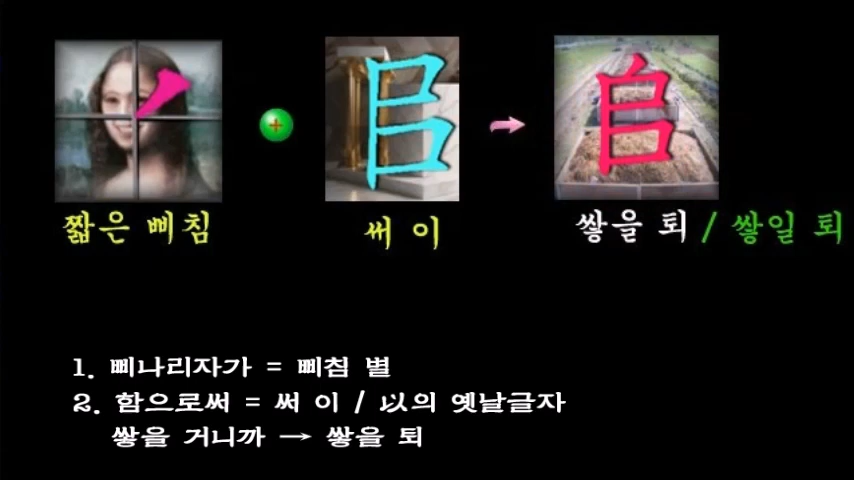 丿 + 㠯 → 𠂤
짧은 삐침 써 이 쌓을 퇴 / 쌓일 퇴
1. 삐나리자가 = 삐침 별
2. 함으로써 = 써 이 / 以의 옛날글자
쌓을 거니까 → 쌓을 퇴